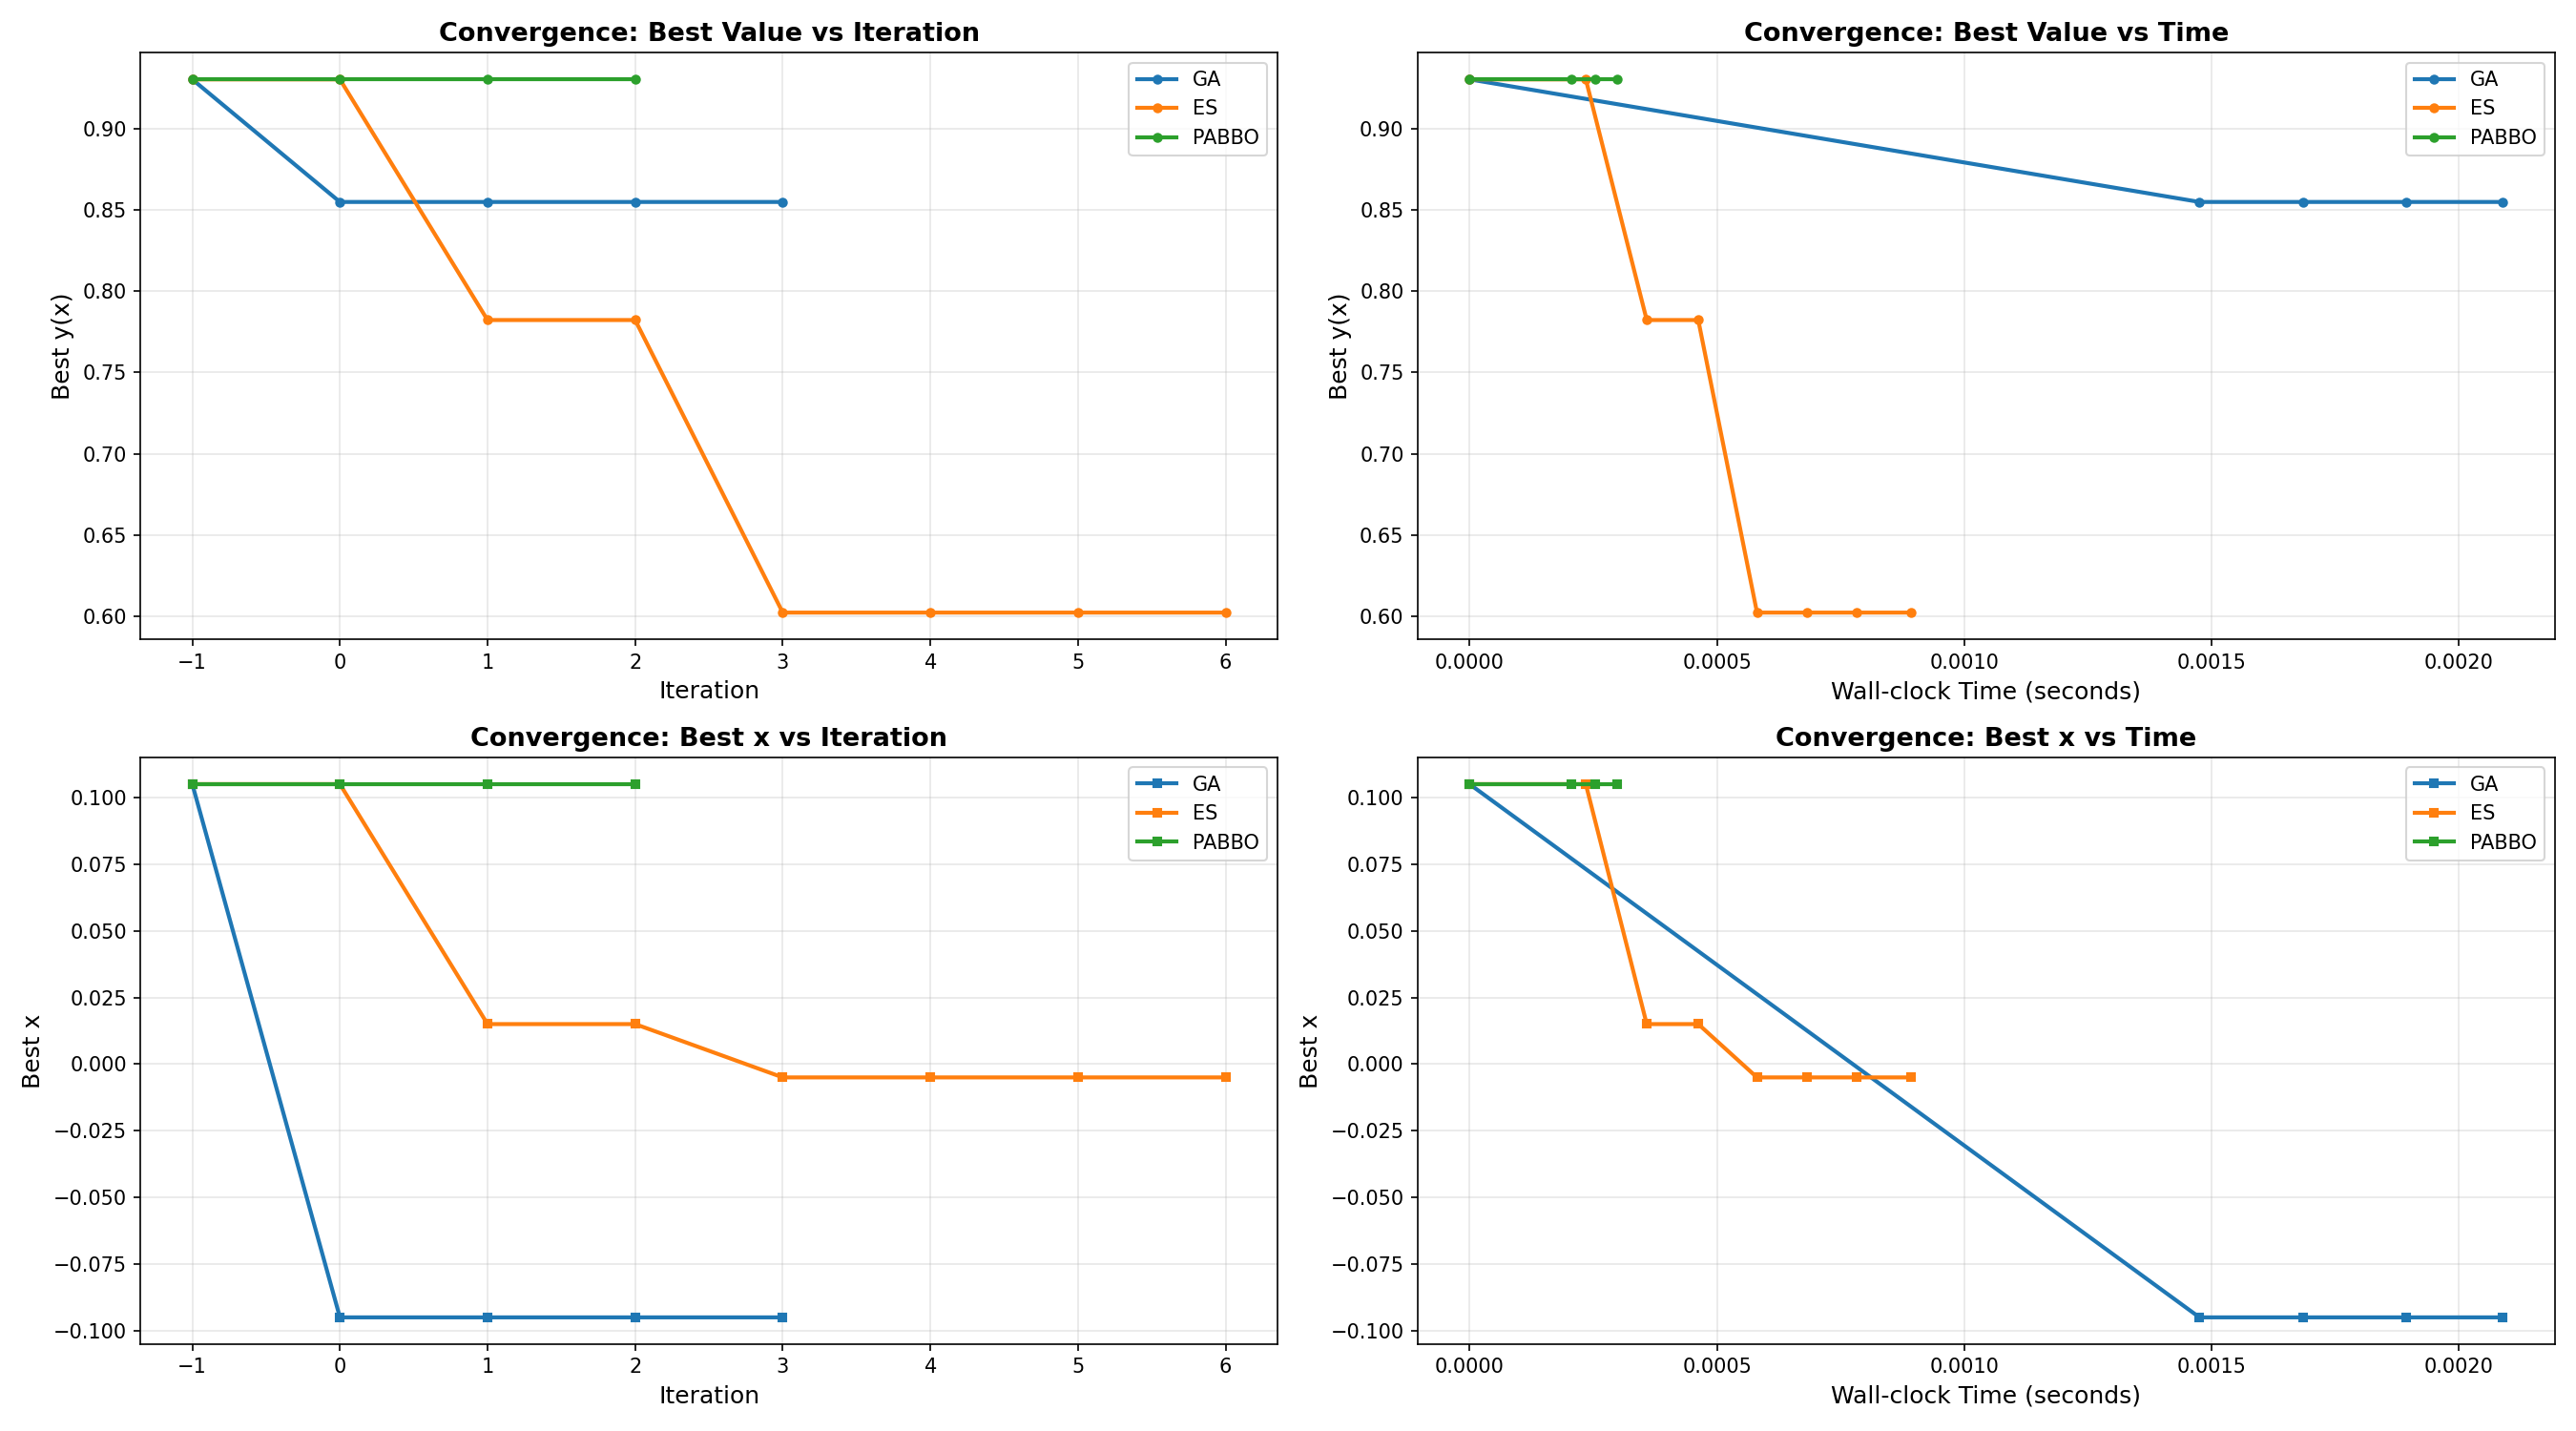 Convergence: Best Value vs Iteration
Best y(x)
0.90
0.85
0.80
0.75
0.70
0.65
0.60
GA
ES
PABBO
−1 0 1 2 3 4 5 6
Iteration
Convergence: Best Value vs Time
Best y(x)
0.90
0.85
0.80
0.75
0.70
0.65
0.60
GA
ES
PABBO
0.0000 0.0005 0.0010 0.0015 0.0020
Wall-clock Time (seconds)
Convergence: Best x vs Iteration
Best x
0.100
0.075
0.050
0.025
0.000
−0.025
−0.050
−0.075
−0.100
GA
ES
PABBO
−1 0 1 2 3 4 5 6
Iteration
Convergence: Best x vs Time
Best x
0.100
0.075
0.050
0.025
0.000
−0.025
−0.050
−0.075
−0.100
GA
ES
PABBO
0.0000 0.0005 0.0010 0.0015 0.0020
Wall-clock Time (seconds)